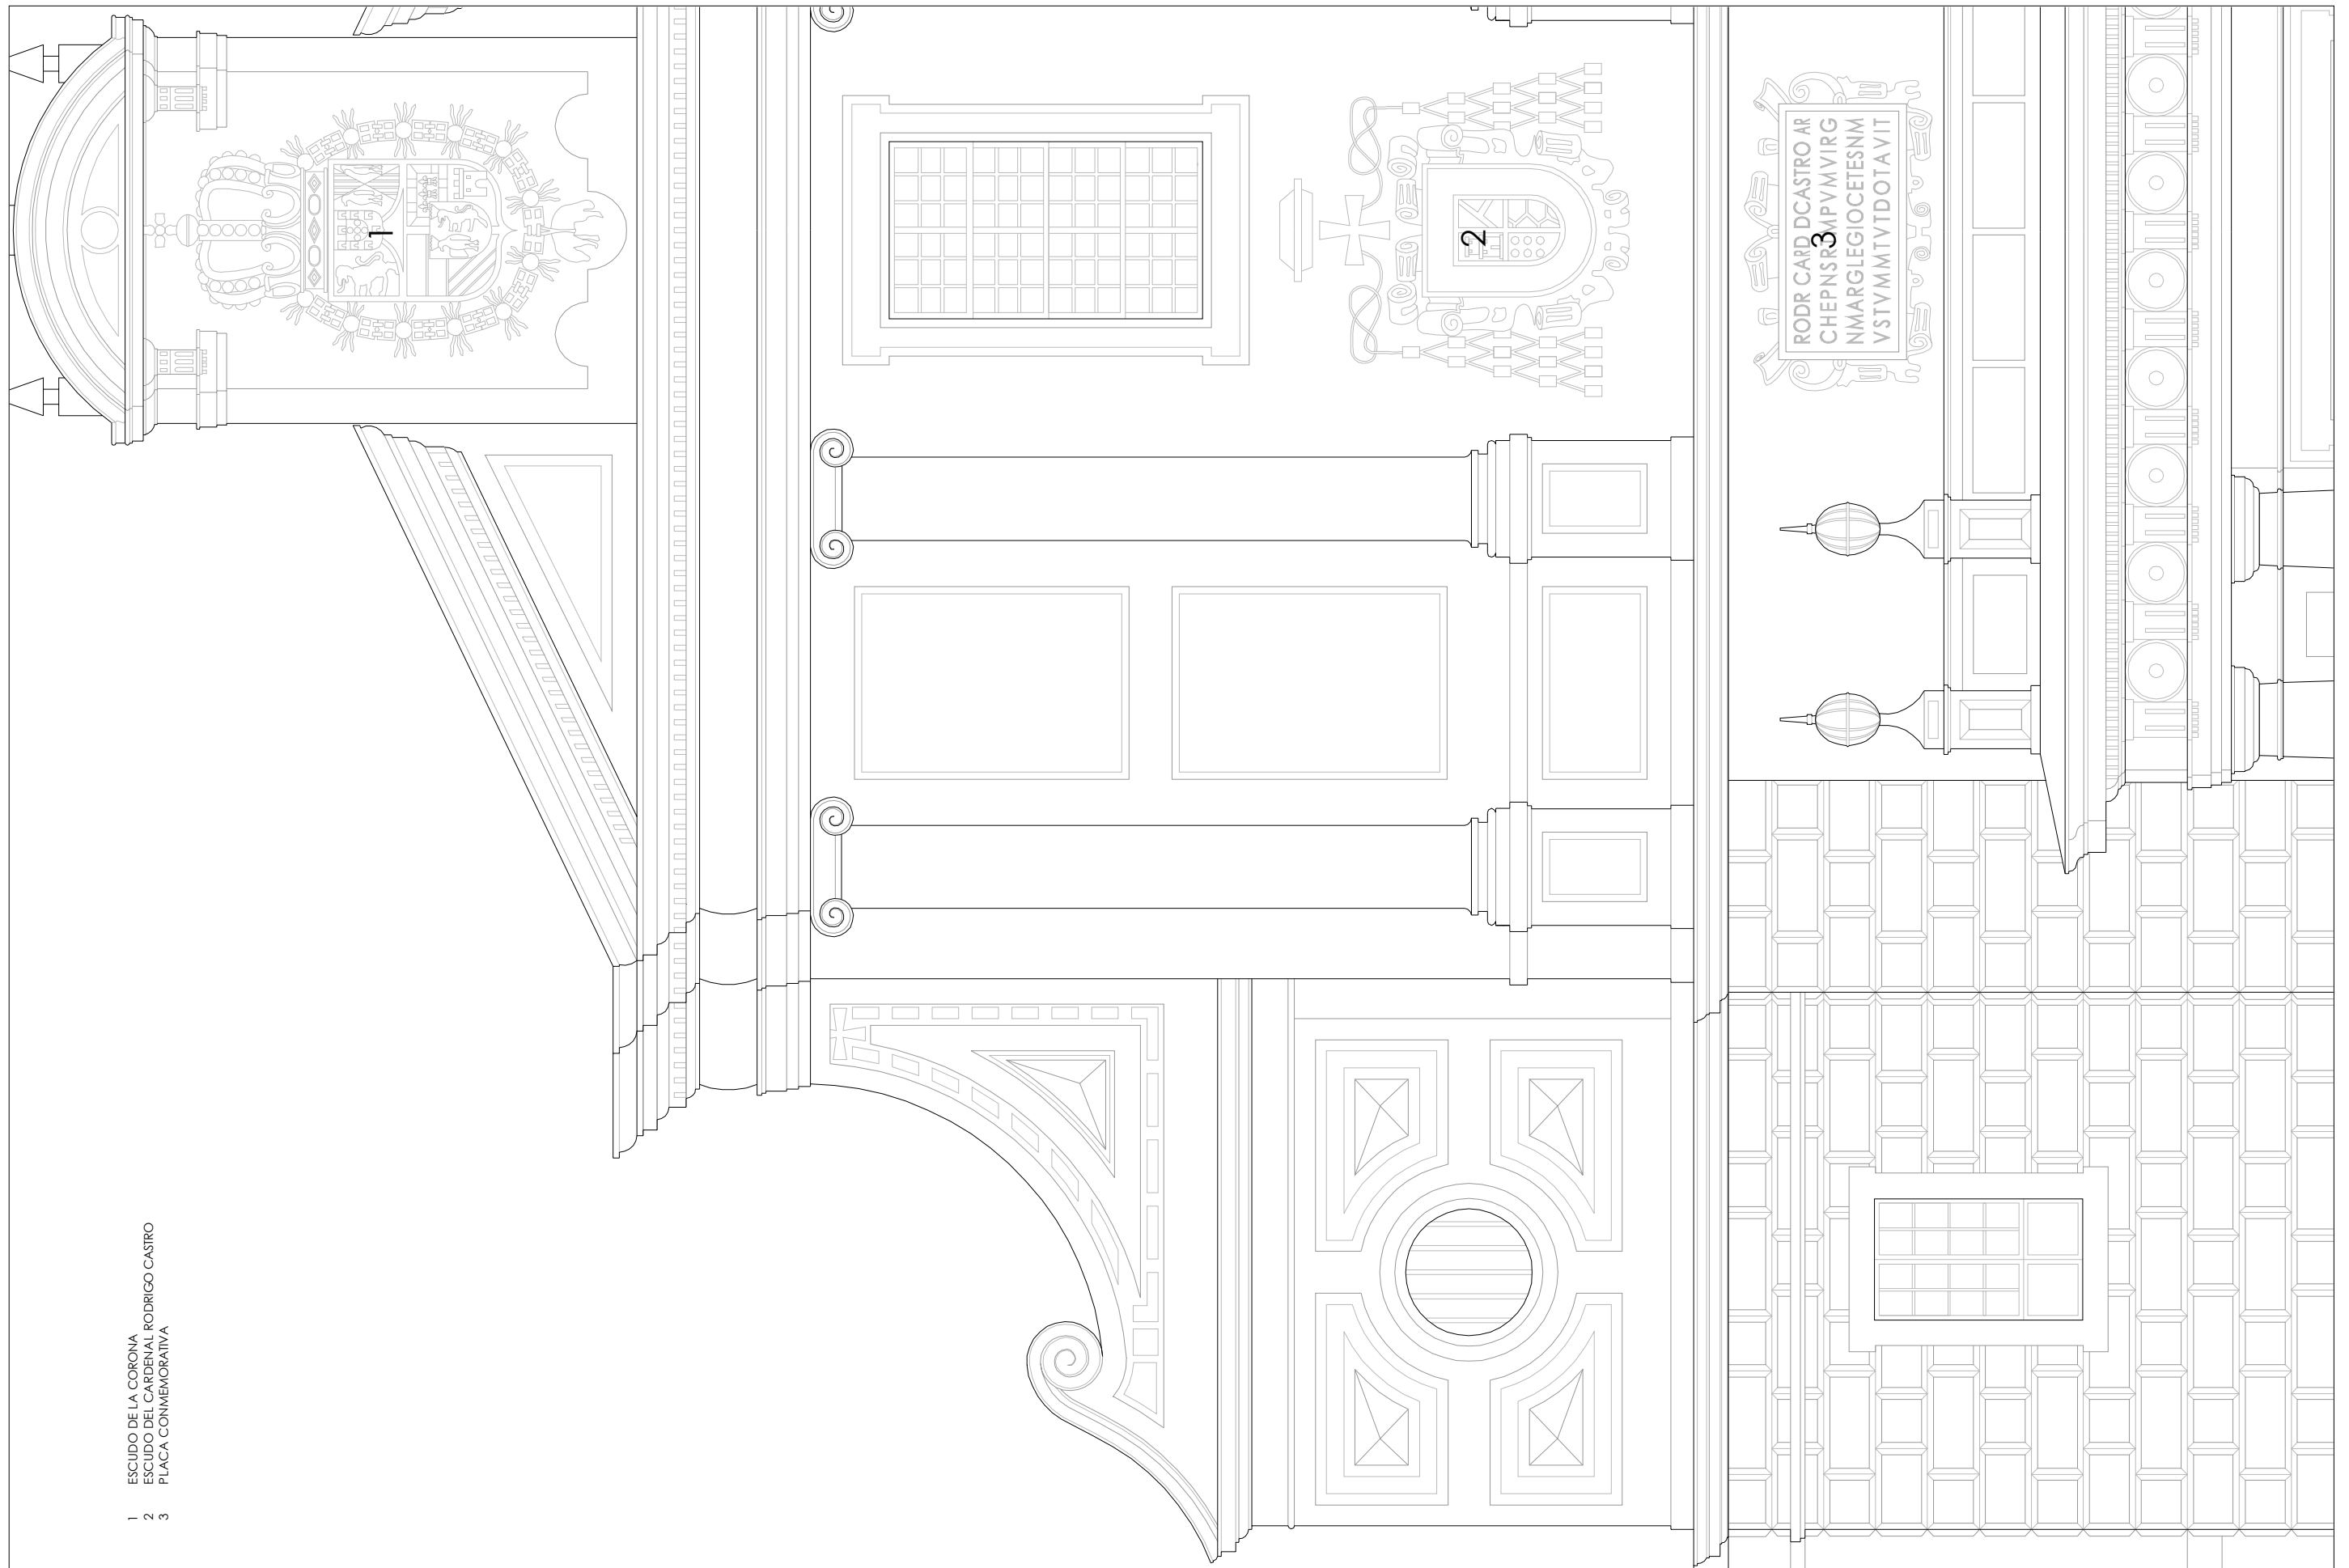 1 ESCUDO DE LA CORONA
2 ESCUDO DEL CARDENAL RODRIGO CASTRO
3 PLACA CONMEMORATIVA
1
2
RODR CARD DCASTRO AR
3
NMARGLEGIOCETESNM
VSTVMMTVTDOTAVIT